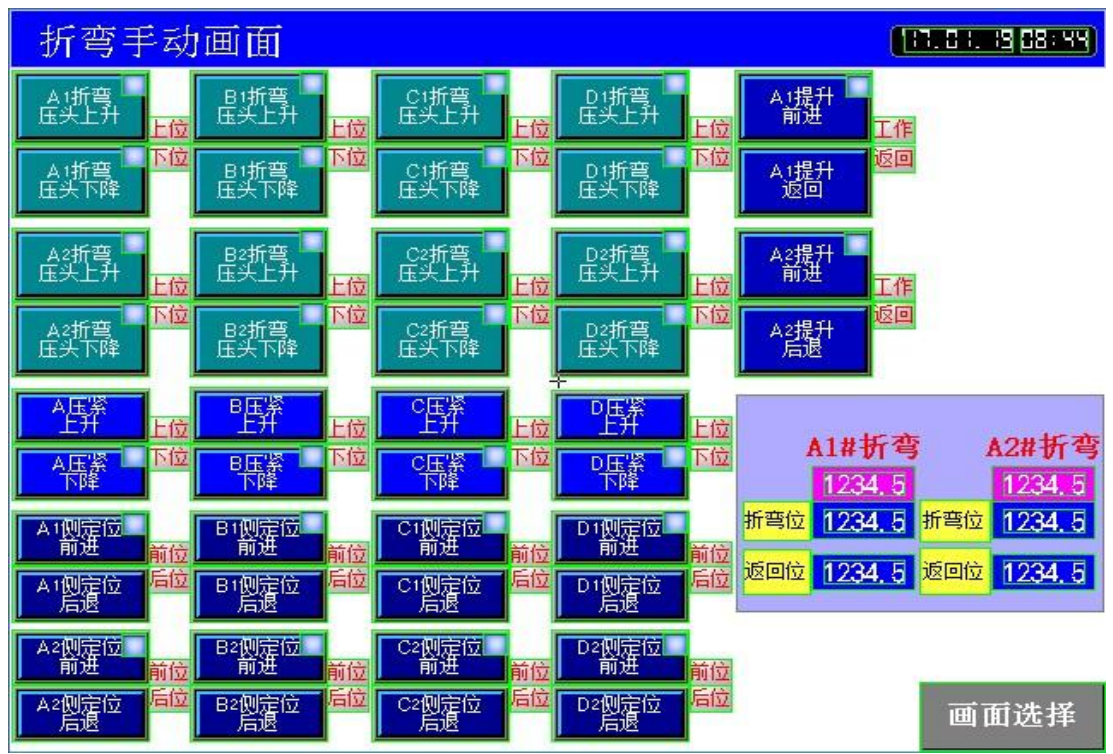 折弯手动画面
17.01.19 08:44
A1折弯
压头上升
上位
B1折弯
压头上升
上位
C1折弯
压头上升
上位
D1折弯
压头上升
上位
A1提升
前进
工作
A1折弯
压头下降
下位
B1折弯
压头下降
下位
C1折弯
压头下降
下位
D1折弯
压头下降
下位
A1提升
返回
返回
A2折弯
压头上升
上位
B2折弯
压头上升
上位
C2折弯
压头上升
上位
D2折弯
压头上升
上位
A2提升
前进
工作
A2折弯
压头下降
下位
B2折弯
压头下降
下位
C2折弯
压头下降
下位
D2折弯
压头下降
下位
A2提升
后退
返回
A压紧
上升
上位
B压紧
上升
上位
C压紧
上升
上位
D压紧
上升
上位
A压紧
下降
下位
B压紧
下降
下位
C压紧
下降
下位
D压紧
下降
下位
A1侧定位
前进
前位
B1侧定位
前进
前位
C1侧定位
前进
前位
D1侧定位
前进
前位
A1侧定位
后退
后位
B1侧定位
后退
后位
C1侧定位
后退
后位
D1侧定位
后退
后位
A2侧定位
前进
前位
B2侧定位
前进
前位
C2侧定位
前进
前位
D2侧定位
前进
前位
A2侧定位
后退
后位
B2侧定位
后退
后位
C2侧定位
后退
后位
D2侧定位
后退
后位
A1#折弯 A2#折弯
1234.5 1234.5
折弯位 1234.5 折弯位 1234.5
返回位 1234.5 返回位 1234.5
画面选择